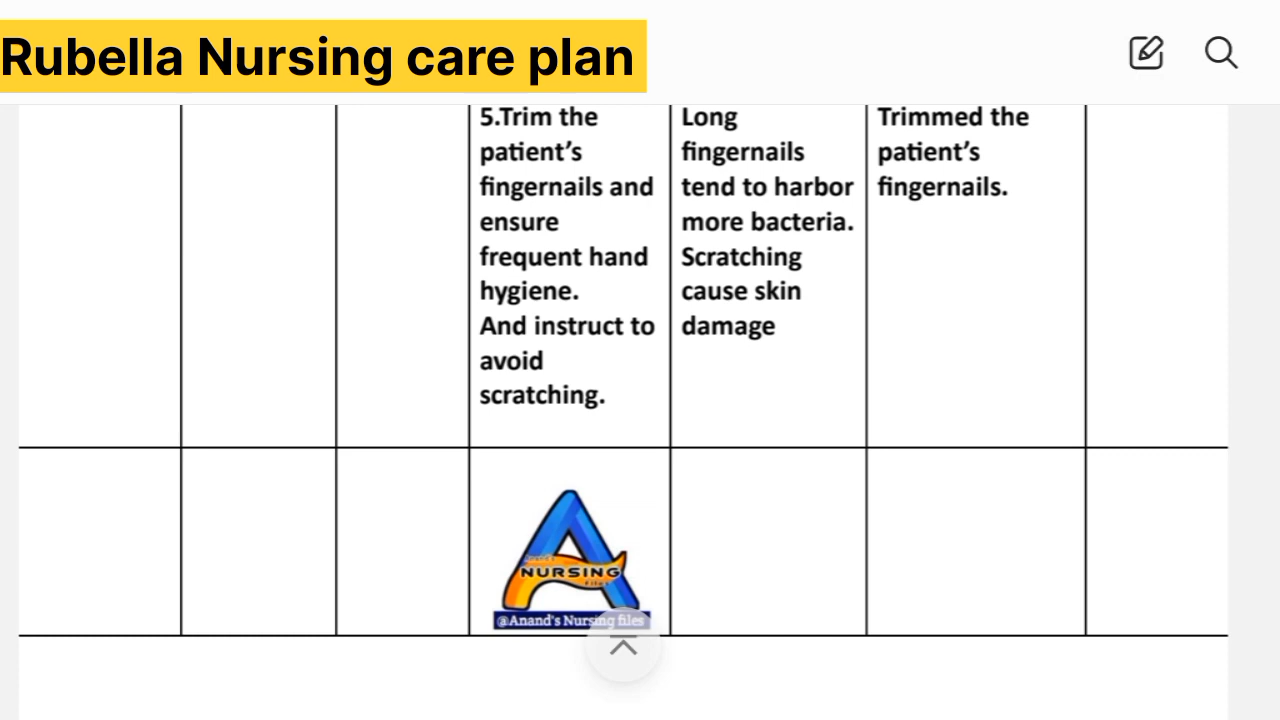 Rubella Nursing care plan
5.Trim the
patient’s
fingernails and
ensure
frequent hand
hygiene.
And instruct to
avoid
scratching.
Long
fingernails
tend to harbor
more bacteria.
Scratching
cause skin
damage
Trimmed the
patient’s
fingernails.
NURSING
files
@Anand's Nursing files